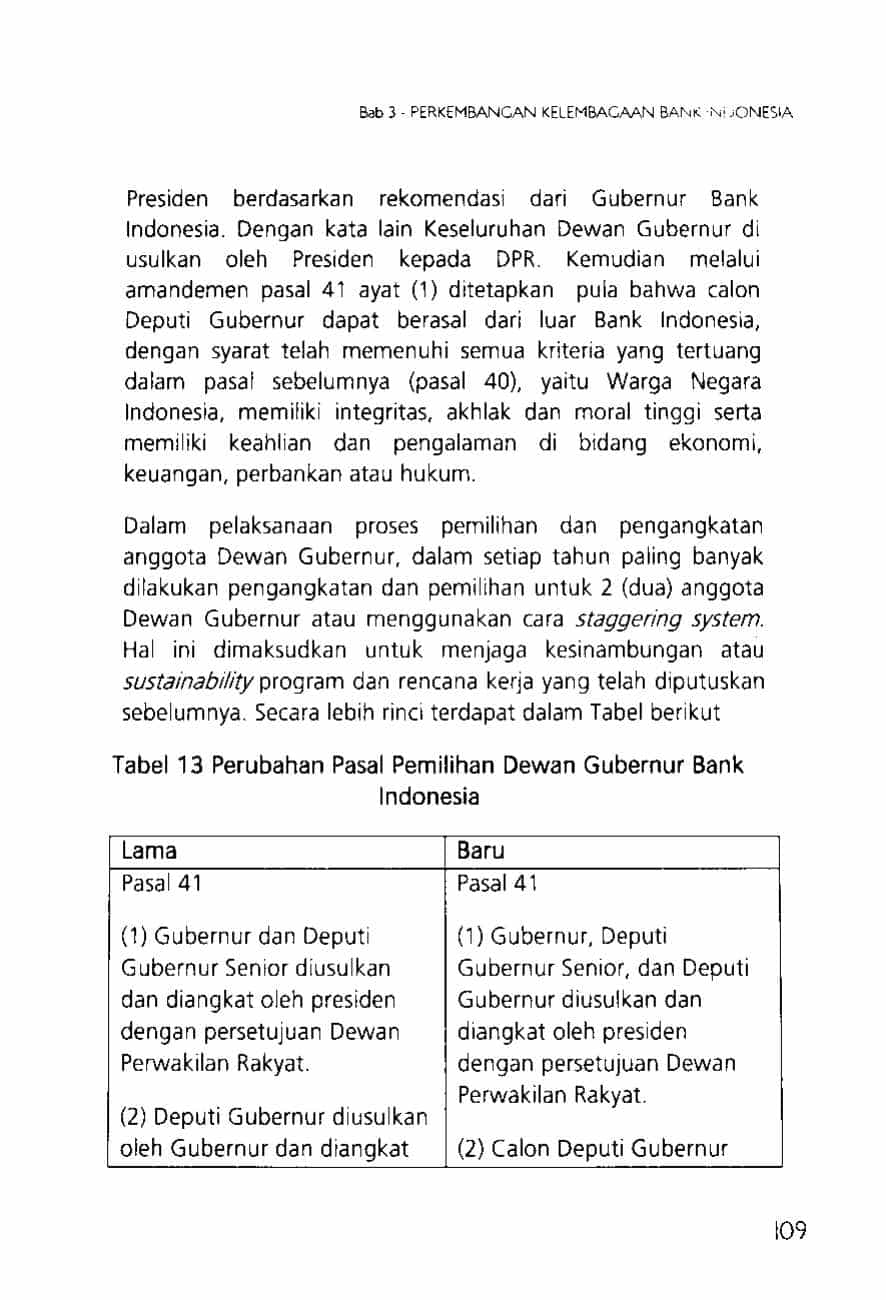 Bab 3 - PERKEMBANGAN KELEMBAGAAN BANK INDONESIA
Presiden berdasarkan rekomendasi dari Gubernur Bank
Indonesia. Dengan kata lain Keseluruhan Dewan Gubernur di
usulkan oleh Presiden kepada DPR. Kemudian melalui
amandemen pasal 41 ayat (1) ditetapkan pula bahwa calon
Deputi Gubernur dapat berasal dari luar Bank Indonesia,
dengan syarat telah memenuhi semua kriteria yang tertuang
dalam pasal sebelumnya (pasal 40), yaitu Warga Negara
Indonesia, memiliki integritas, akhlak dan moral tinggi serta
memiliki keahlian dan pengalaman di bidang ekonomi,
keuangan, perbankan atau hukum.
Dalam pelaksanaan proses pemilihan dan pengangkatan
anggota Dewan Gubernur, dalam setiap tahun paling banyak
dilakukan pengangkatan dan pemilihan untuk 2 (dua) anggota
Dewan Gubernur atau menggunakan cara staggering system.
Hal ini dimaksudkan untuk menjaga kesinambungan atau
sustainability program dan rencana kerja yang telah diputuskan
sebelumnya. Secara lebih rinci terdapat dalam Tabel berikut
Tabel 13 Perubahan Pasal Pemilihan Dewan Gubernur Bank
Indonesia
Lama
Pasal 41
(1) Gubernur dan Deputi
Gubernur Senior diusulkan
dan diangkat oleh presiden
dengan persetujuan Dewan
Perwakilan Rakyat.
(2) Deputi Gubernur diusulkan
oleh Gubernur dan diangkat
Baru
Pasal 41
(1) Gubernur, Deputi
Gubernur Senior, dan Deputi
Gubernur diusulkan dan
diangkat oleh presiden
dengan persetujuan Dewan
Perwakilan Rakyat.
(2) Calon Deputi Gubernur
109